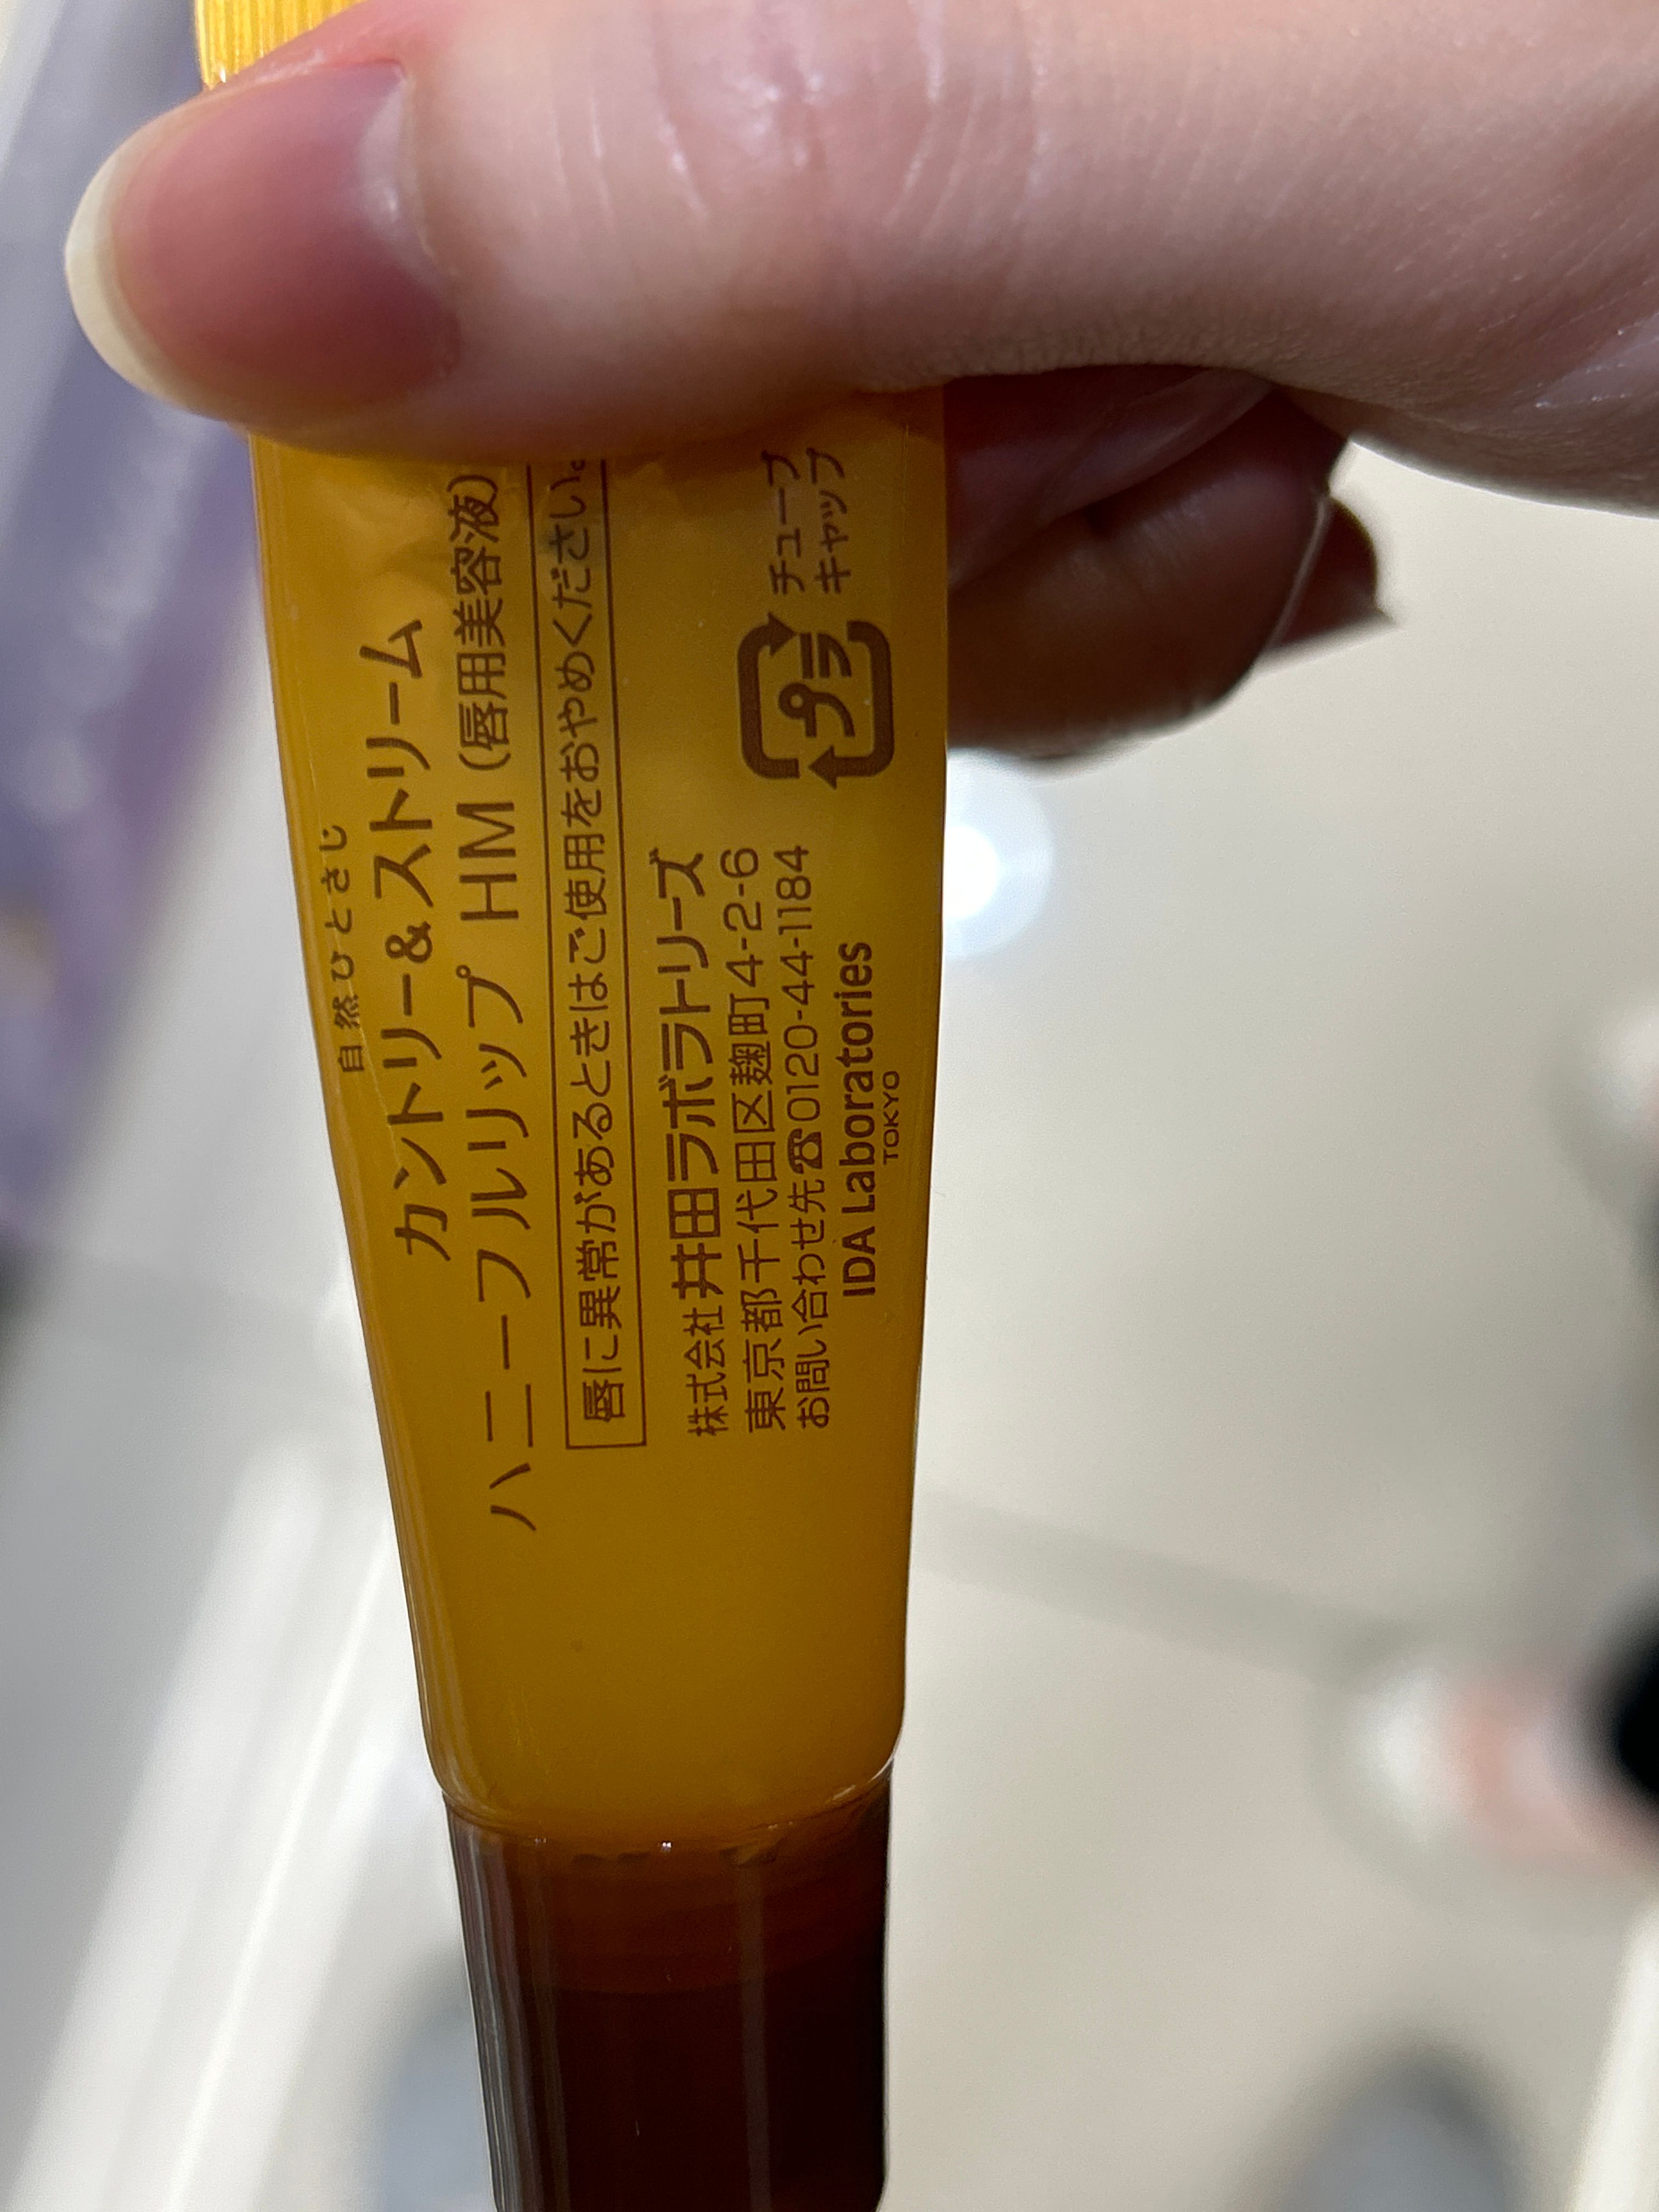 自然ひとさじ
カントリー&ストリーム
ハニーフルリップ HM (唇用美容液)
唇に異常があるときはご使用をおやめください。
株式会社 井田ラボラトリーズ
東京都千代田区麹町4-2-6
お問い合わせ先☎0120-44-1184
IDA Laboratories
TOKYO
プラ
チューブ
キャップ